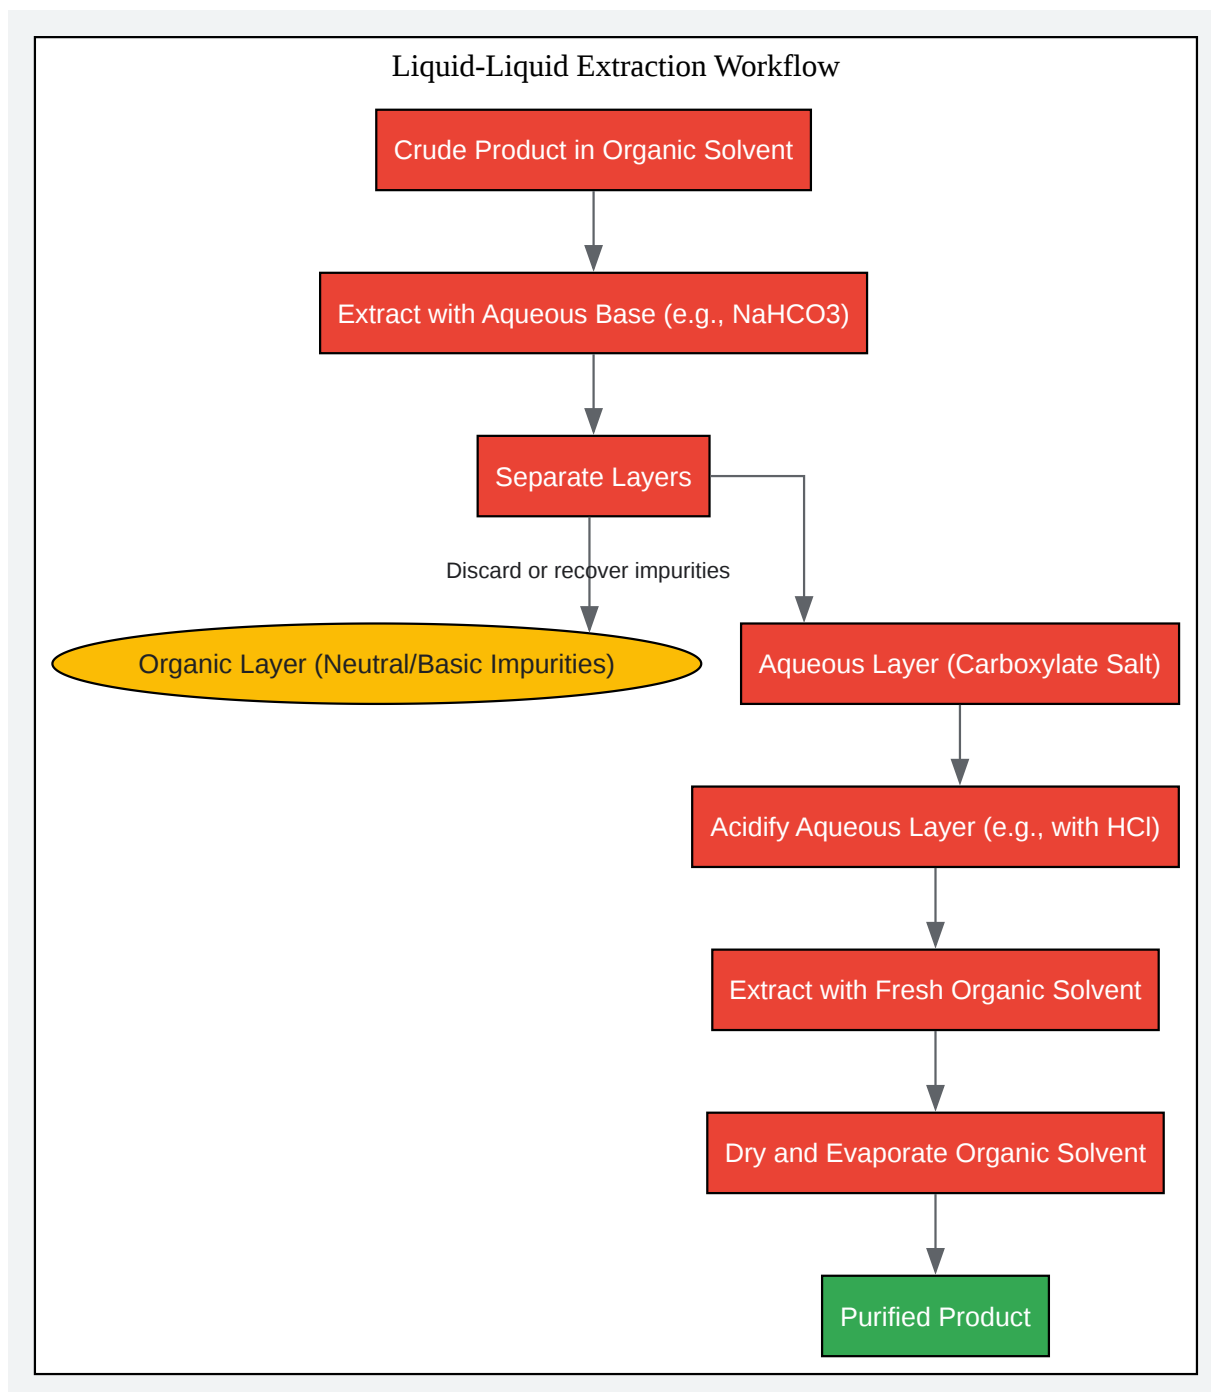 Liquid-Liquid Extraction Workflow
Crude Product in Organic Solvent
Extract with Aqueous Base (e.g., NaHCO3)
Separate Layers
Discard or recover impurities
Organic Layer (Neutral/Basic Impurities)
Aqueous Layer (Carboxylate Salt)
Acidify Aqueous Layer (e.g., with HCl)
Extract with Fresh Organic Solvent
Dry and Evaporate Organic Solvent
Purified Product